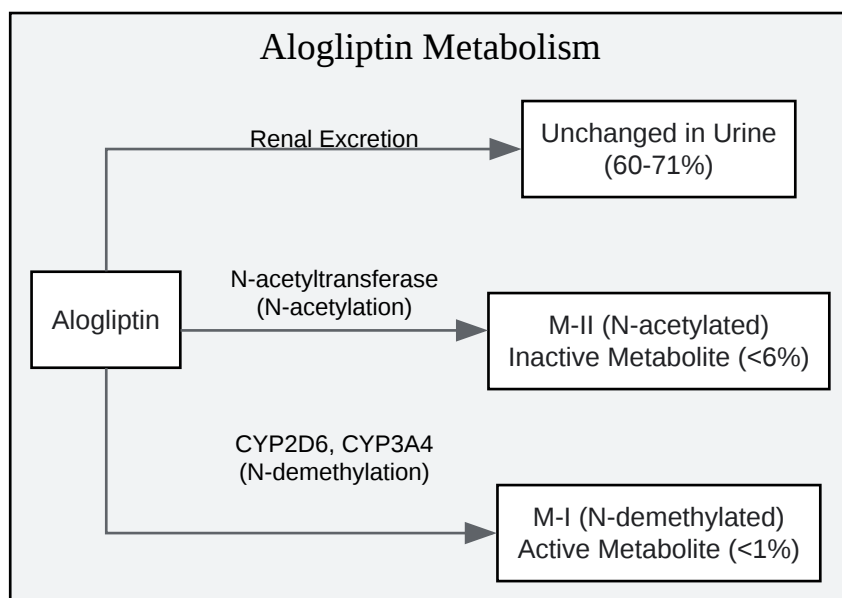 Alogliptin Metabolism
Renal Excretion
Unchanged in Urine
(60-71%)
Alogliptin
N-acetyltransferase
(N-acetylation)
M-II (N-acetylated)
Inactive Metabolite (<6%)
CYP2D6, CYP3A4
(N-demethylation)
M-I (N-demethylated)
Active Metabolite (<1%)